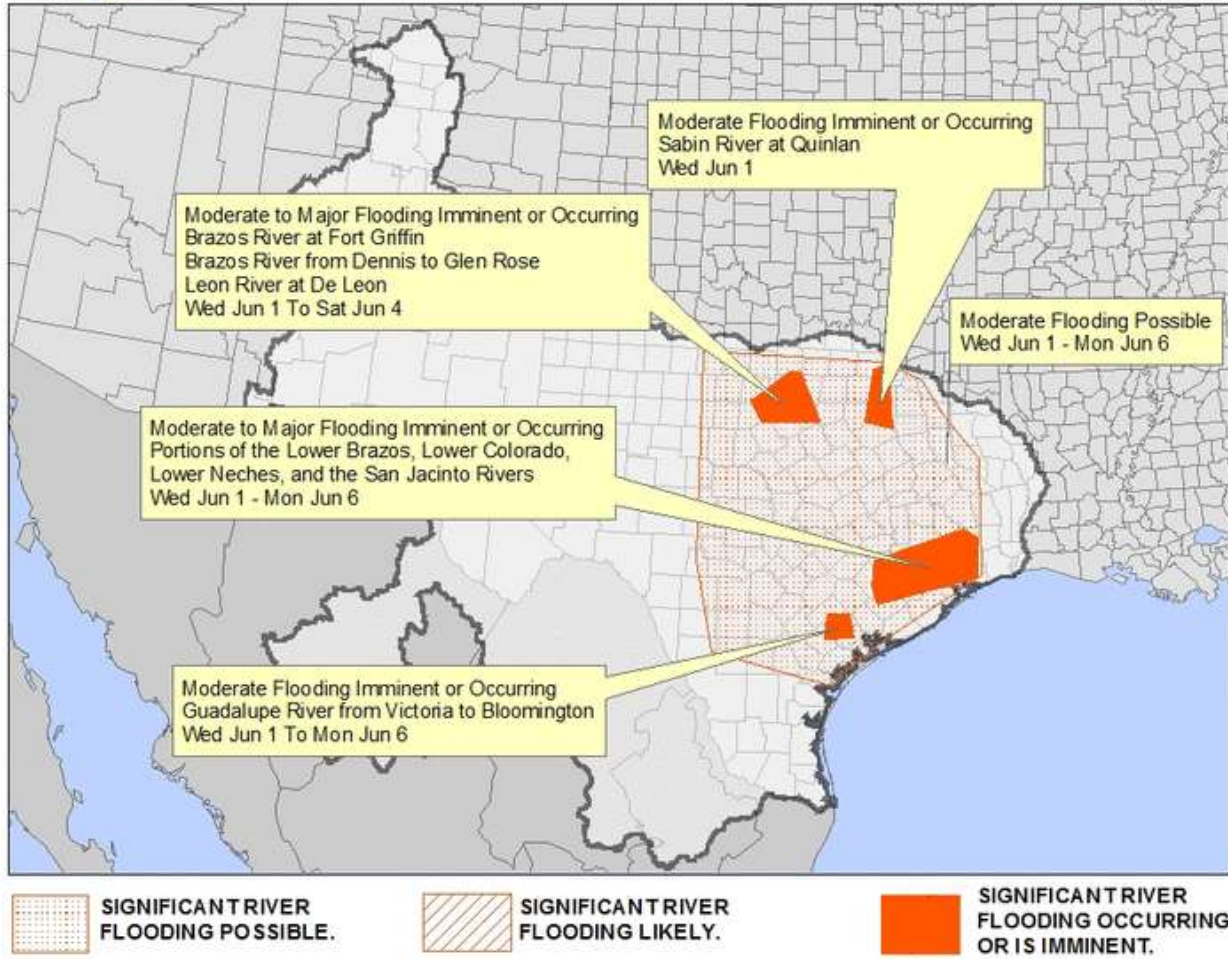 Moderate Flooding Imminent or Occurring
Sabin River at Quinlan
Wed Jun 1
Moderate to Major Flooding Imminent or Occurring
Brazos River at Fort Griffin
Brazos River from Dennis to Glen Rose
Leon River at De Leon
Wed Jun 1 To Sat Jun 4
Moderate Flooding Possible
Wed Jun 1 - Mon Jun 6
Moderate to Major Flooding Imminent or Occurring
Portions of the Lower Brazos, Lower Colorado,
Lower Neches, and the San Jacinto Rivers
Wed Jun 1 - Mon Jun 6
Moderate Flooding Imminent or Occurring
Guadalupe River from Victoria to Bloomington
Wed Jun 1 To Mon Jun 6
SIGNIFICANT RIVER
FLOODING POSSIBLE.
SIGNIFICANT RIVER
FLOODING LIKELY.
SIGNIFICANT RIVER
FLOODING OCCURRING
OR IS IMMINENT.